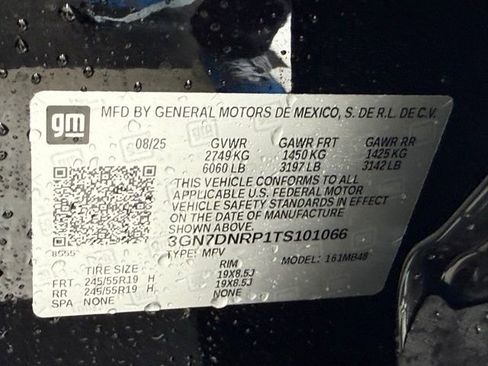 gm
MFD BY GENERAL MOTORS DE MEXICO, S. DE R.L. DE C.V.
08/25 GVWR GAWR FRT GAWR RR
2749 KG 1450 KG 1425 KG
6060 LB 3197 LB 3142 LB
THIS VEHICLE CONFORMS TO ALL
APPLICABLE U.S. FEDERAL MOTOR
VEHICLE SAFETY STANDARDS IN
EFFECT ON THE DATE OF MANUFACTURE
SHOWN ABOVE.
3GN7DNRP1TS101066
TYPE: MPV MODEL: 161MB48
TIRE SIZE RIM
FRT 245/55R19 H 19X8.5J
RR 245/55R19 H 19X8.5J
SPA NONE NONE